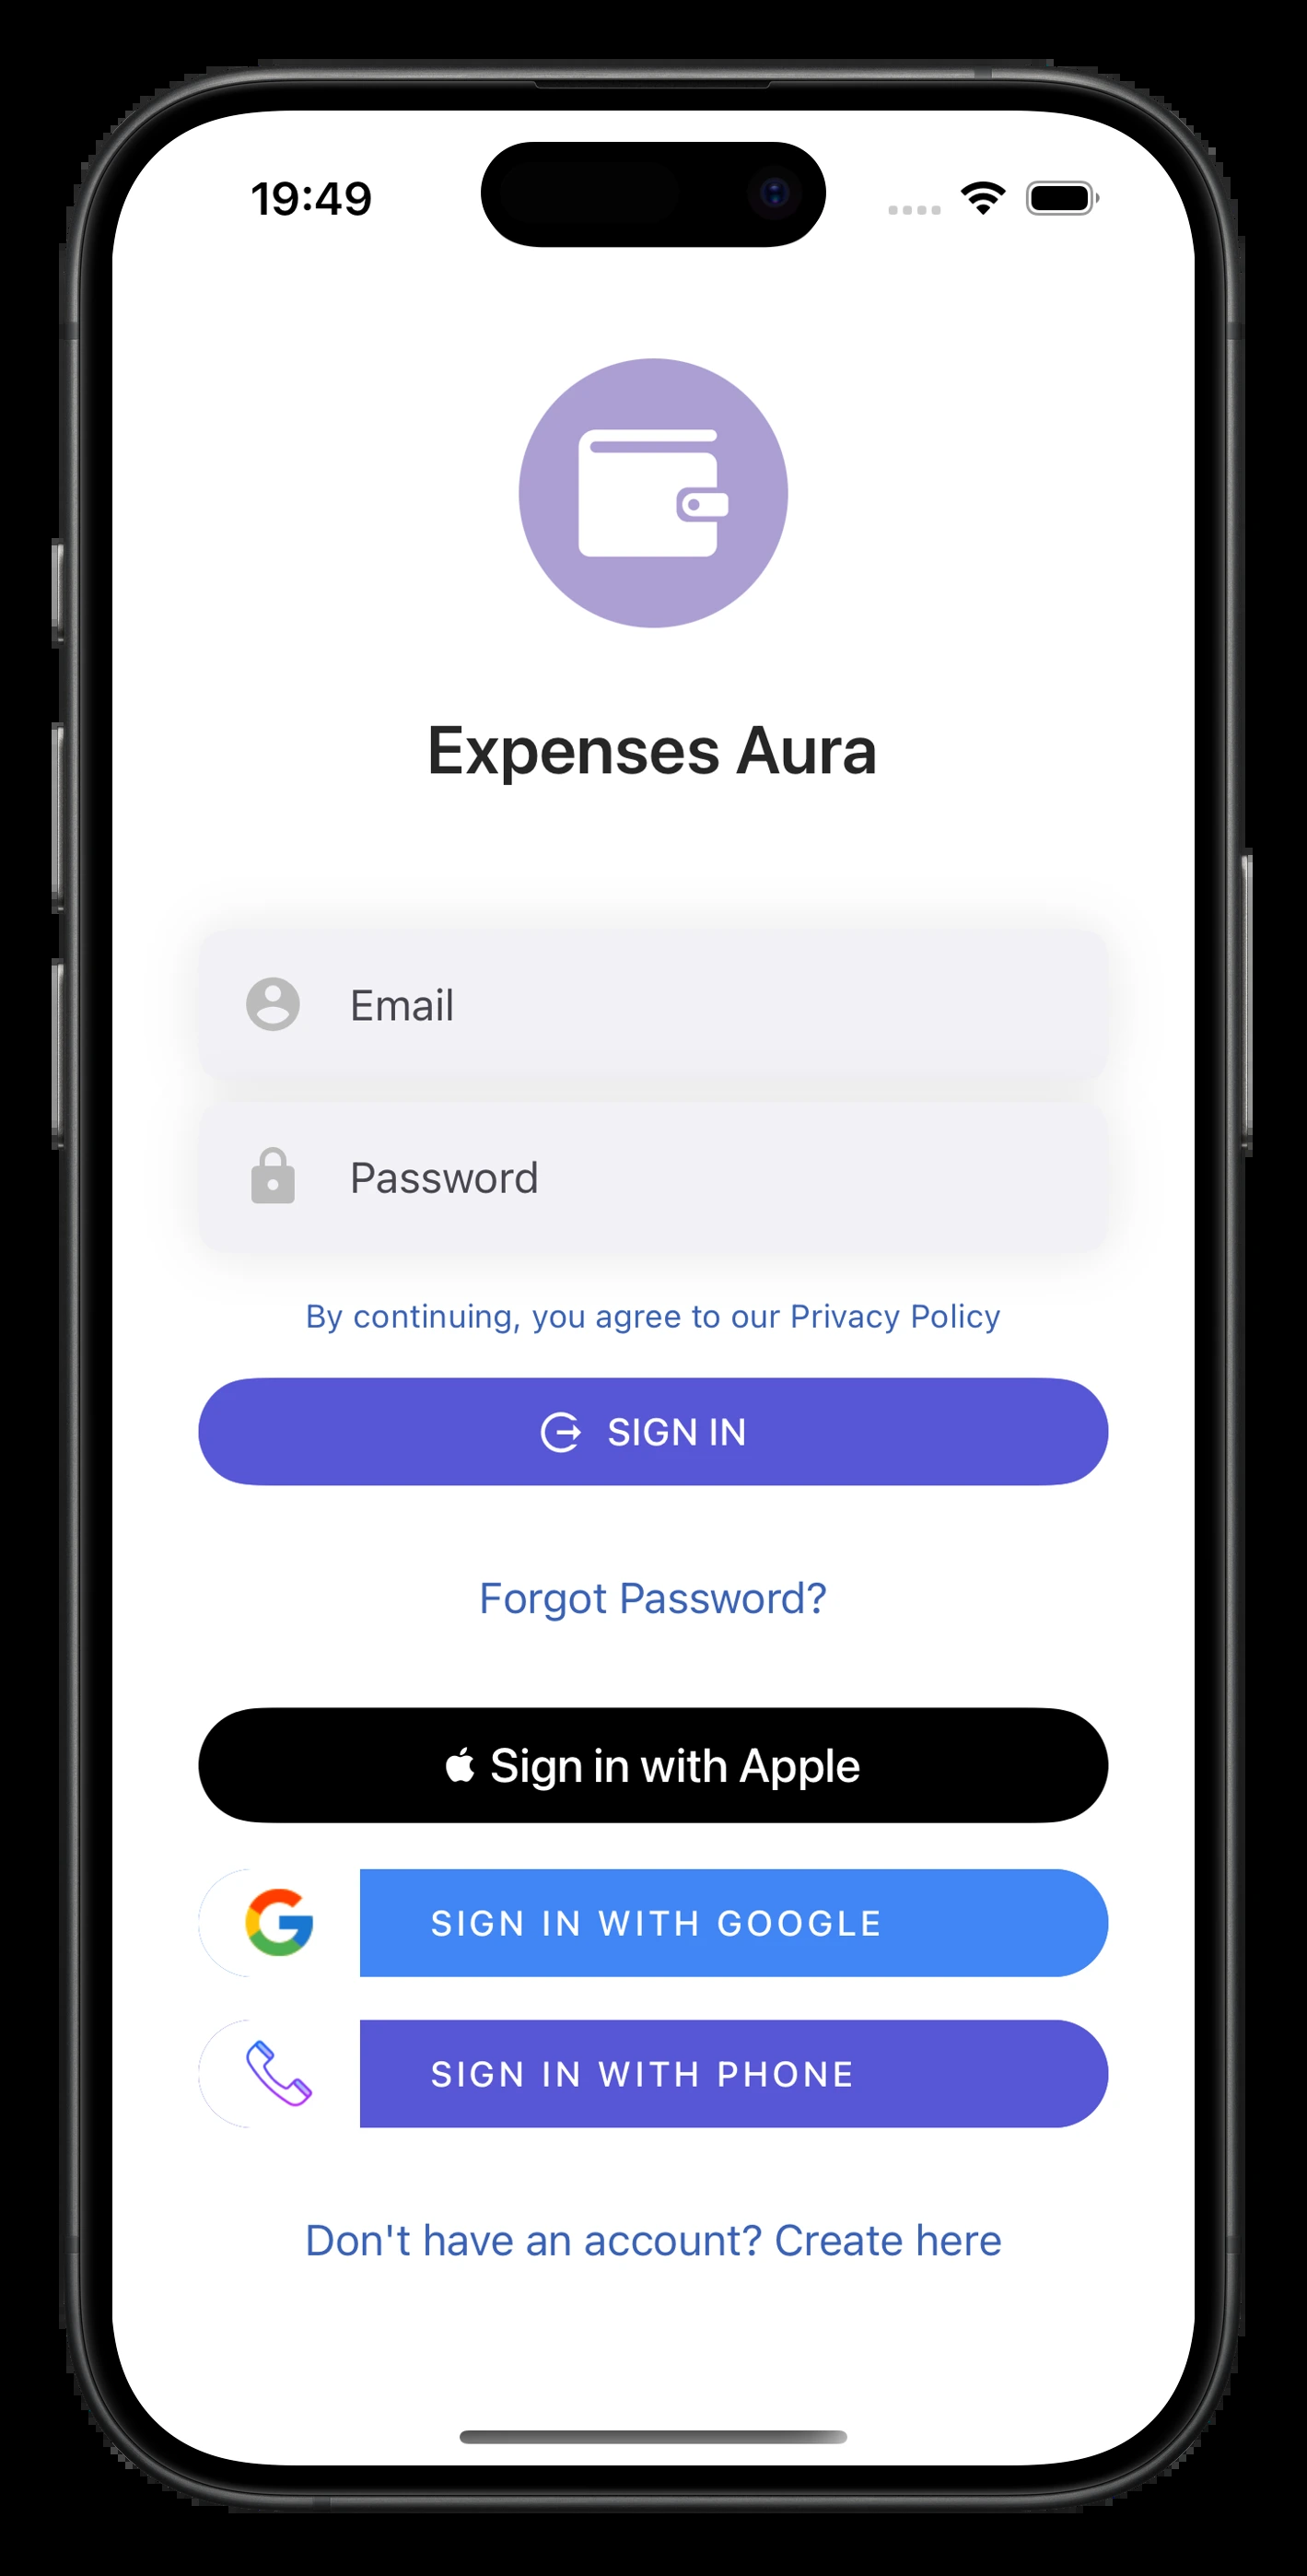 19:49
Expenses Aura
Email
Password
By continuing, you agree to our Privacy Policy
SIGN IN
Forgot Password?
Sign in with Apple
SIGN IN WITH GOOGLE
SIGN IN WITH PHONE
Don't have an account? Create here